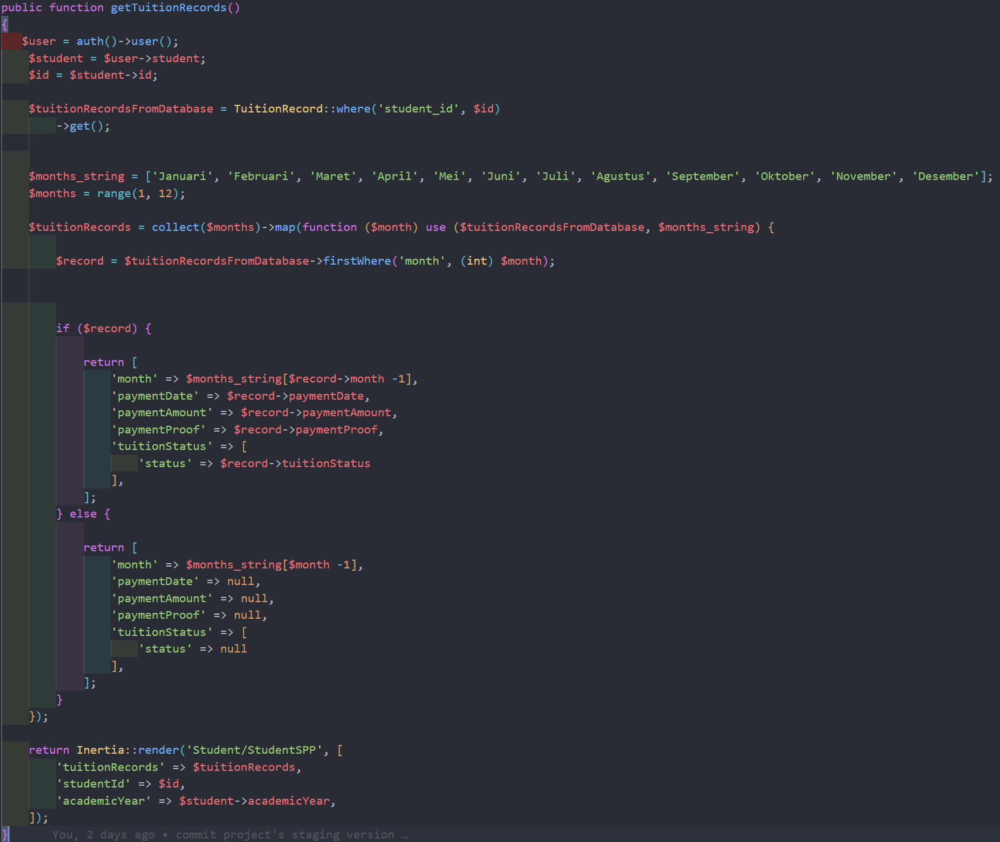 public function getTuitionRecords()
{
   $user = auth()->user();
    $student = $user->student;
    $id = $student->id;

    $tuitionRecordsFromDatabase = TuitionRecord::where('student_id', $id)
        ->get();


    $months_string = ['Januari', 'Februari', 'Maret', 'April', 'Mei', 'Juni', 'Juli', 'Agustus', 'September', 'Oktober', 'November', 'Desember'];
    $months = range(1, 12);

    $tuitionRecords = collect($months)->map(function ($month) use ($tuitionRecordsFromDatabase, $months_string) {

        $record = $tuitionRecordsFromDatabase->firstWhere('month', (int) $month);



        if ($record) {

            return [
                'month' => $months_string[$record->month -1],
                'paymentDate' => $record->paymentDate,
                'paymentAmount' => $record->paymentAmount,
                'paymentProof' => $record->paymentProof,
                'tuitionStatus' => [
                    'status' => $record->tuitionStatus
                ],
            ];
        } else {

            return [
                'month' => $months_string[$month -1],
                'paymentDate' => null,
                'paymentAmount' => null,
                'paymentProof' => null,
                'tuitionStatus' => [
                    'status' => null
                ],
            ];
        }
    });

    return Inertia::render('Student/StudentSPP', [
        'tuitionRecords' => $tuitionRecords,
        'studentId' => $id,
        'academicYear' => $student->academicYear,
    ]);
}      You, 2 days ago • commit project's staging version …